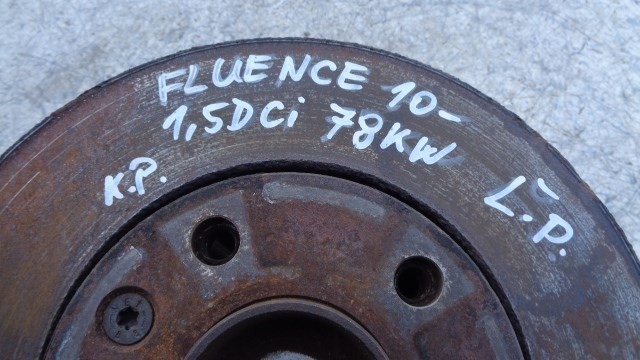 FLUENCE 10-
1,5DCi 78KW
K.P.
Ľ.P.